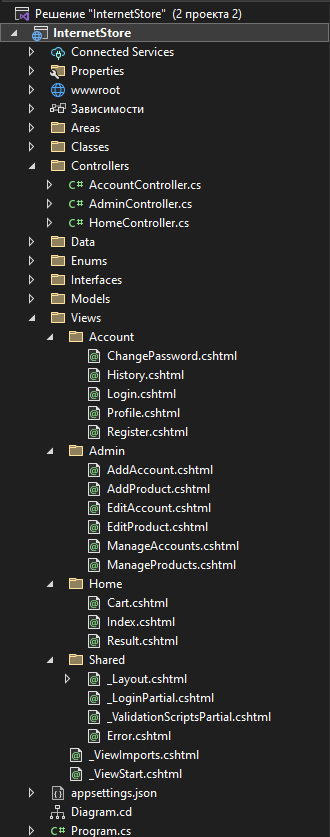 Решение "InternetStore" (2 проекта 2)
InternetStore
Connected Services
Properties
wwwroot
Зависимости
Areas
Classes
Controllers
C# AccountController.cs
C# AdminController.cs
C# HomeController.cs
Data
Enums
Interfaces
Models
Views
Account
ChangePassword.cshtml
History.cshtml
Login.cshtml
Profile.cshtml
Register.cshtml
Admin
AddAccount.cshtml
AddProduct.cshtml
EditAccount.cshtml
EditProduct.cshtml
ManageAccounts.cshtml
ManageProducts.cshtml
Home
Cart.cshtml
Index.cshtml
Result.cshtml
Shared
_Layout.cshtml
_LoginPartial.cshtml
_ValidationScriptsPartial.cshtml
Error.cshtml
_ViewImports.cshtml
_ViewStart.cshtml
appsettings.json
Diagram.cd
C# Program.cs